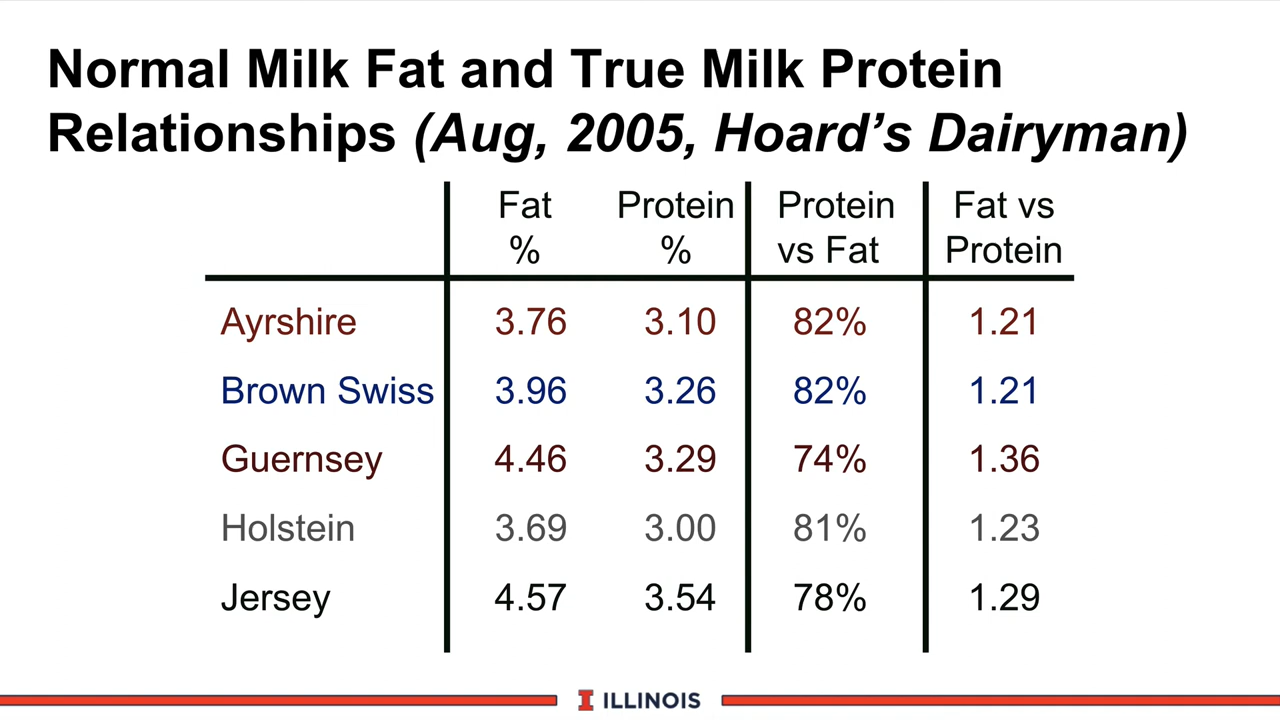 Normal Milk Fat and True Milk Protein
Relationships (Aug, 2005, Hoard's Dairyman)
Fat Protein Protein Fat vs
% % vs Fat Protein
Ayrshire 3.76 3.10 82% 1.21
Brown Swiss 3.96 3.26 82% 1.21
Guernsey 4.46 3.29 74% 1.36
Holstein 3.69 3.00 81% 1.23
Jersey 4.57 3.54 78% 1.29
I ILLINOIS